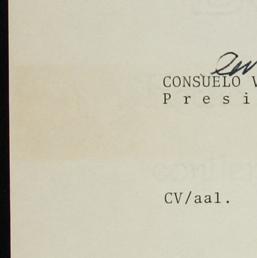 CONSUELO V
P r e s i
CV/aal.